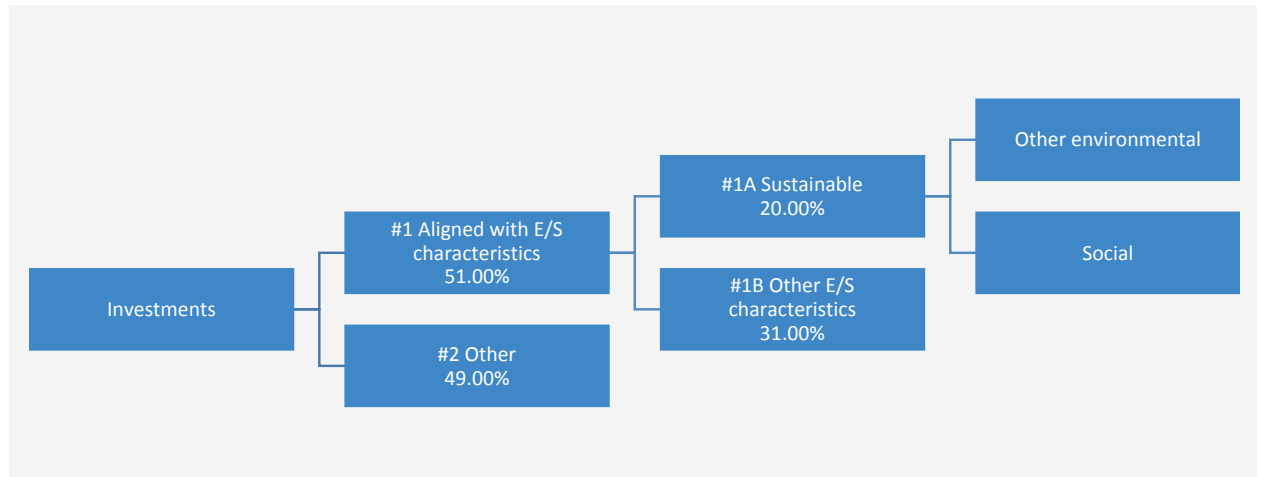 Investments
#1 Aligned with E/S
characteristics
51.00%
#2 Other
49.00%
#1A Sustainable
20.00%
#1B Other E/S
characteristics
31.00%
Other environmental
Social